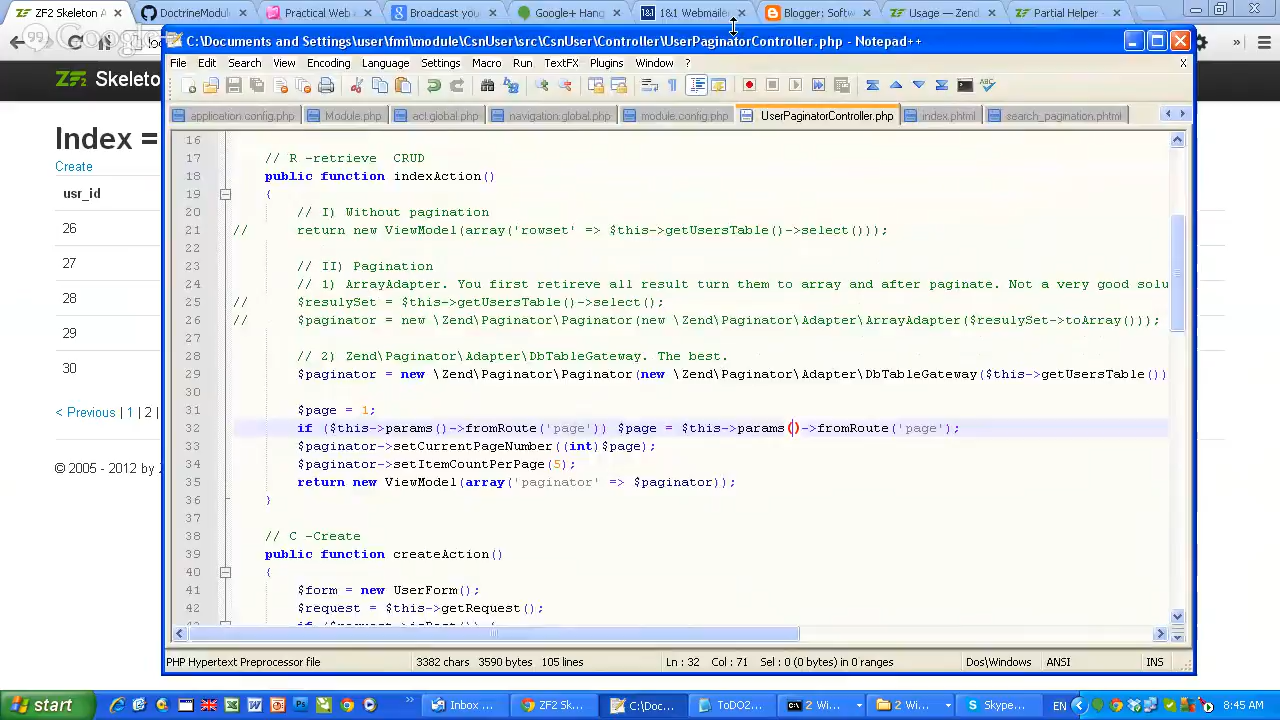 ZF2 Skeleton A
DoctrineModule
Practical Web
Broadcast
Google+ Hang
1&1 Webmailer
Blogger: Sof
Usage — Zend
Partial Helper
C:\Documents and Settings\user\fmi\module\CsnUser\src\CsnUser\Controller\UserPaginatorController.php - Notepad++
File Edit Search View Encoding Language Settings Macro Run TextFX Plugins Window ? X
application.config.php Module.php act.global.php navigation.global.php module.config.php UserPaginatorController.php index.phtml search_pagination.phtml
ZF2 Skeleto
Index =
Create
usr_id
26
27
28
29
30
< Previous | 1 | 2
© 2005 - 20
16
17 // R -retrieve CRUD
18 public function indexAction()
19 {
20 // I) Without pagination
21 // return new ViewModel(array('rowset' => $this->getUsersTable()->select()));
22
23 // II) Pagination
24 // 1) ArrayAdapter. You first retireve all result turn them to array and after paginate. Not a very good solu
25 // $resulySet = $this->getUsersTable()->select();
26 // $paginator = new \Zend\Paginator\Paginator(new \Zend\Paginator\Adapter\ArrayAdapter($resulySet->toArray()));
27
28 // 2) Zend\Paginator\Adapter\DbTableGateway. The best.
29 $paginator = new \Zend\Paginator\Paginator(new \Zend\Paginator\Adapter\DbTableGateway($this->getUsersTable())
30
31 $page = 1;
32 if ($this->params()->fromRoute('page')) $page = $this->params()->fromRoute('page');
33 $paginator->setCurrentPageNumber((int)$page);
34 $paginator->setItemCountPerPage(5);
35 return new ViewModel(array('paginator' => $paginator));
36 }
37
38 // C -Create
39 public function createAction()
40 {
41 $form = new UserForm();
42 $request = $this->getRequest();
PHP Hypertext Preprocessor file 3382 chars 3590 bytes 105 lines Ln : 32 Col : 71 Sel : 0 (0 bytes) in 0 ranges Dos\Windows ANSI INS
start
Inbox ...
ZF2 Sk...
C:\Doc...
ToDO2...
2 Wi...
2 Wi...
Skype...
8:45 AM